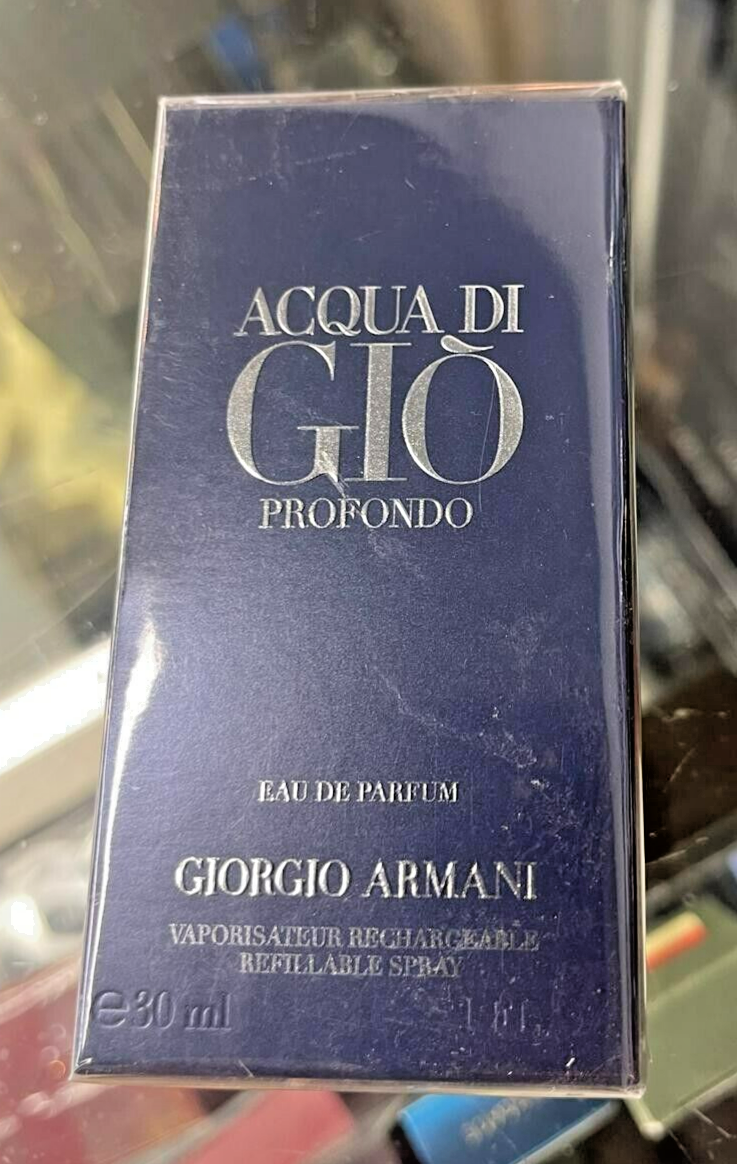 ACQUA DI
GIÒ
PROFONDO
EAU DE PARFUM
GIORGIO ARMANI
VAPORISATEUR RECHARGEABLE
REFILLABLE SPRAY
℮ 30 ml